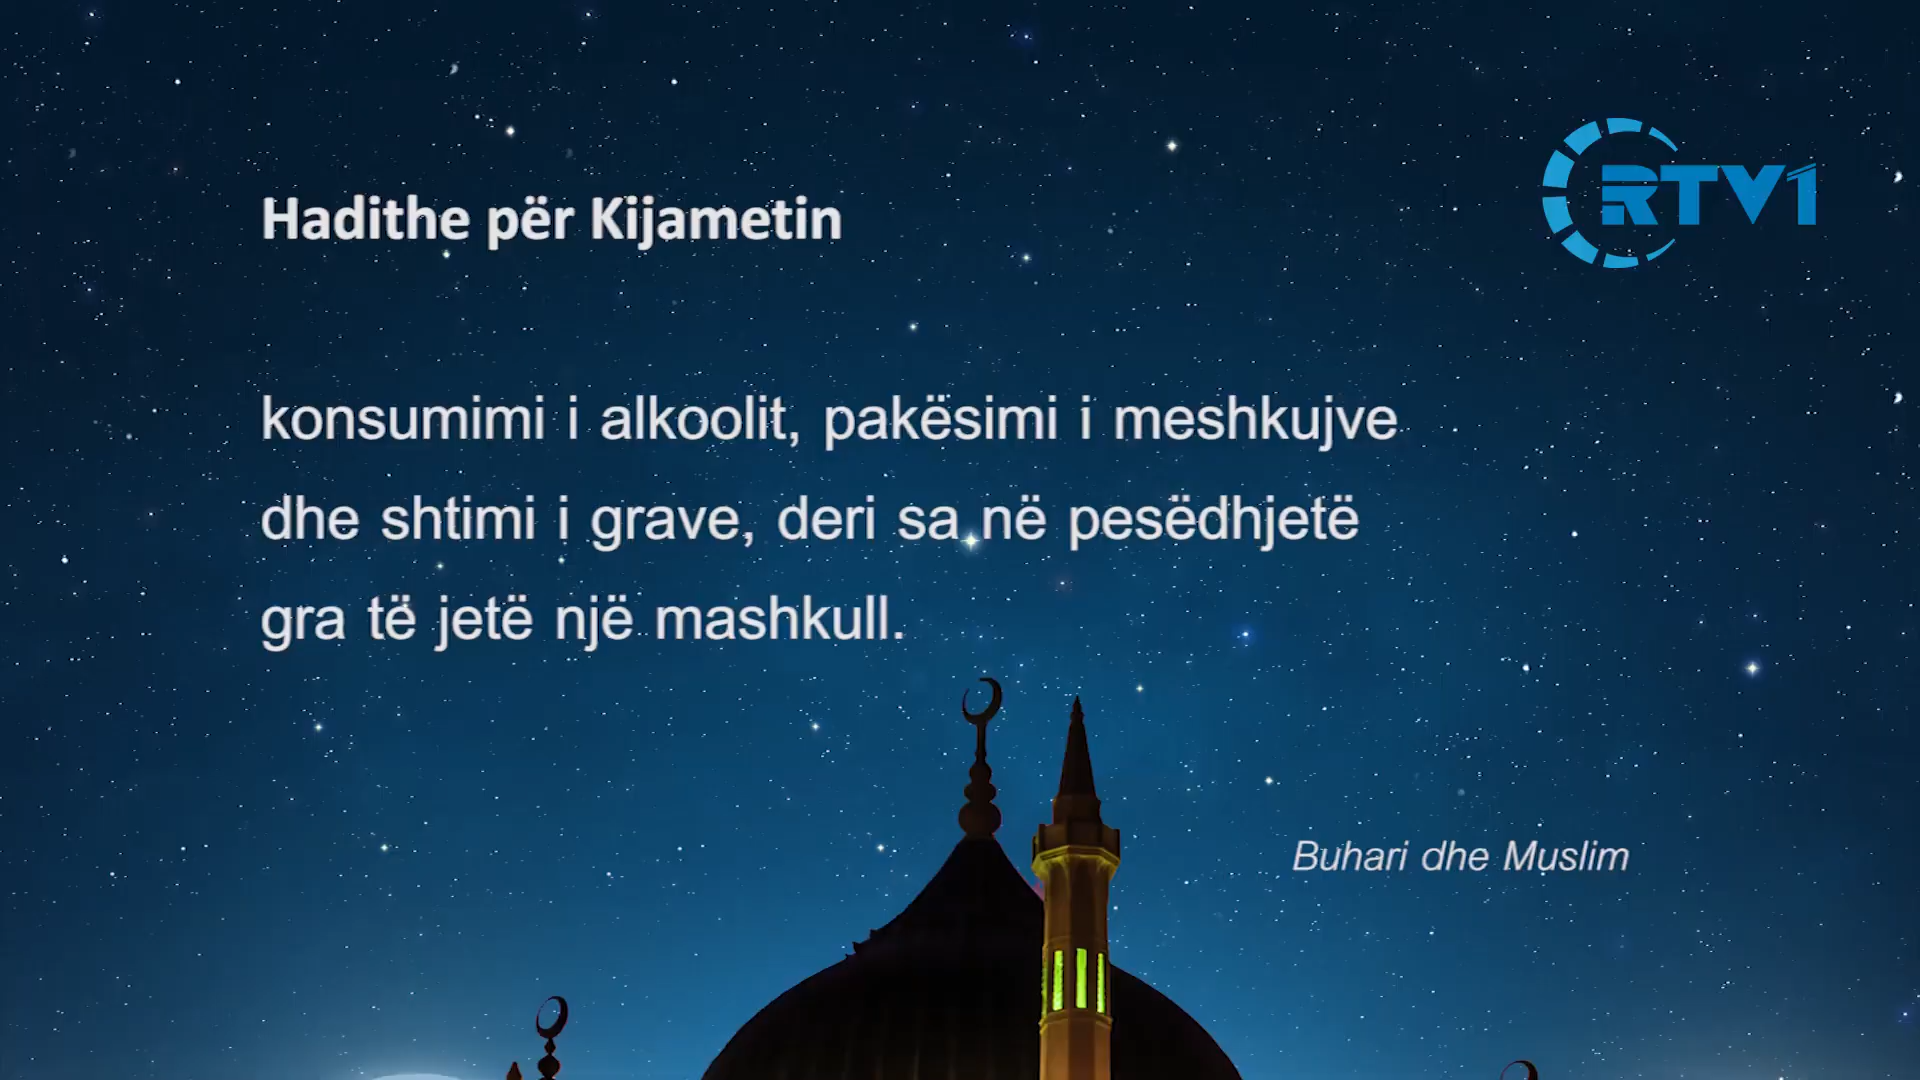 RTV1
Hadithe për Kijametin
konsumimi i alkoolit, pakësimi i meshkujve
dhe shtimi i grave, deri sa në pesëdhjetë
gra të jetë një mashkull.
Buhari dhe Muslim